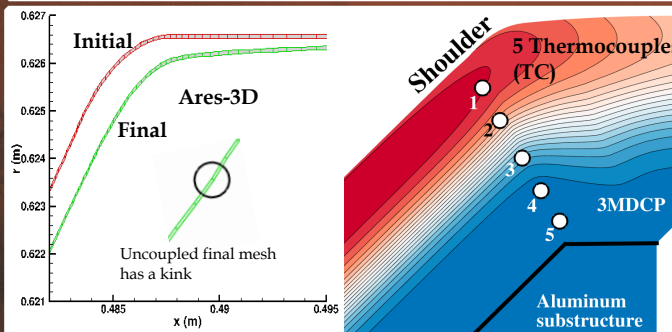 0.627
0.626
0.625
0.624
0.623
0.622
0.621
r (m)
0.485
0.49
0.495
x (m)
Initial
Ares-3D
Final
Uncoupled final mesh
has a kink
Shoulder
5 Thermocouples
(TC)
1
2
3
4
5
3MDCP
Aluminum
substructure